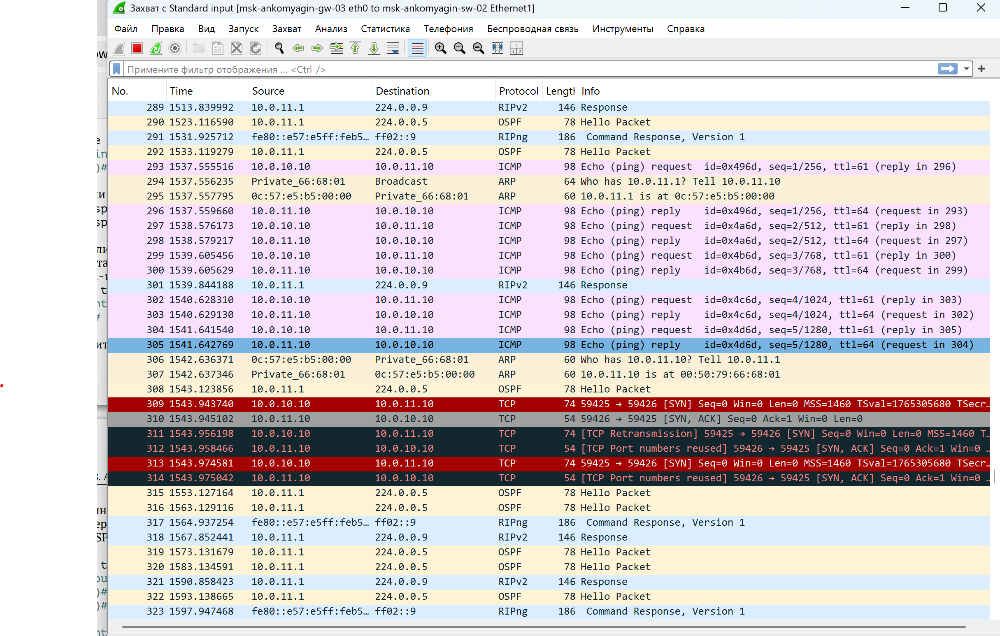 Захват с Standard input [msk-ankomyagin-gw-03 eth0 to msk-ankomyagin-sw-02 Ethernet1]
Файл Правка Вид Запуск Захват Анализ Статистика Телефония Беспроводная связь Инструменты Справка
Примените фильтр отображения ... <Ctrl-/>
No. Time Source Destination Protocol Lengtl Info
289 1513.839992 10.0.11.1 224.0.0.9 RIPv2 146 Response
290 1523.116590 10.0.11.1 224.0.0.5 OSPF 78 Hello Packet
291 1531.925712 fe80::e57:e5ff:feb5… ff02::9 RIPng 186 Command Response, Version 1
292 1533.119279 10.0.11.1 224.0.0.5 OSPF 78 Hello Packet
293 1537.555516 10.0.10.10 10.0.11.10 ICMP 98 Echo (ping) request id=0x496d, seq=1/256, ttl=61 (reply in 296)
294 1537.556235 Private_66:68:01 Broadcast ARP 64 Who has 10.0.11.1? Tell 10.0.11.10
295 1537.557795 0c:57:e5:b5:00:00 Private_66:68:01 ARP 60 10.0.11.1 is at 0c:57:e5:b5:00:00
296 1537.559660 10.0.11.10 10.0.10.10 ICMP 98 Echo (ping) reply id=0x496d, seq=1/256, ttl=64 (request in 293)
297 1538.576173 10.0.10.10 10.0.11.10 ICMP 98 Echo (ping) request id=0x4a6d, seq=2/512, ttl=61 (reply in 298)
298 1538.579217 10.0.11.10 10.0.10.10 ICMP 98 Echo (ping) reply id=0x4a6d, seq=2/512, ttl=64 (request in 297)
299 1539.605456 10.0.10.10 10.0.11.10 ICMP 98 Echo (ping) request id=0x4b6d, seq=3/768, ttl=61 (reply in 300)
300 1539.605629 10.0.11.10 10.0.10.10 ICMP 98 Echo (ping) reply id=0x4b6d, seq=3/768, ttl=64 (request in 299)
301 1539.844188 10.0.11.1 224.0.0.9 RIPv2 146 Response
302 1540.628310 10.0.10.10 10.0.11.10 ICMP 98 Echo (ping) request id=0x4c6d, seq=4/1024, ttl=61 (reply in 303)
303 1540.629130 10.0.11.10 10.0.10.10 ICMP 98 Echo (ping) reply id=0x4c6d, seq=4/1024, ttl=64 (request in 302)
304 1541.641540 10.0.10.10 10.0.11.10 ICMP 98 Echo (ping) request id=0x4d6d, seq=5/1280, ttl=61 (reply in 305)
305 1541.642769 10.0.11.10 10.0.10.10 ICMP 98 Echo (ping) reply id=0x4d6d, seq=5/1280, ttl=64 (request in 304)
306 1542.636371 0c:57:e5:b5:00:00 Private_66:68:01 ARP 60 Who has 10.0.11.10? Tell 10.0.11.1
307 1542.637346 Private_66:68:01 0c:57:e5:b5:00:00 ARP 60 10.0.11.10 is at 00:50:79:66:68:01
308 1543.123856 10.0.11.1 224.0.0.5 OSPF 78 Hello Packet
309 1543.943740 10.0.10.10 10.0.11.10 TCP 74 59425 → 59426 [SYN] Seq=0 Win=0 Len=0 MSS=1460 TSval=1765305680 TSecr…
310 1543.945102 10.0.11.10 10.0.10.10 TCP 54 59426 → 59425 [SYN, ACK] Seq=0 Ack=1 Win=0 Len=0
311 1543.956198 10.0.10.10 10.0.11.10 TCP 74 [TCP Retransmission] 59425 → 59426 [SYN] Seq=0 Win=0 Len=0 MSS=1460 T…
312 1543.958466 10.0.11.10 10.0.10.10 TCP 54 [TCP Port numbers reused] 59426 → 59425 [SYN, ACK] Seq=0 Ack=1 Win=0 …
313 1543.974581 10.0.10.10 10.0.11.10 TCP 74 59425 → 59426 [SYN] Seq=0 Win=0 Len=0 MSS=1460 TSval=1765305680 TSecr…
314 1543.975042 10.0.11.10 10.0.10.10 TCP 54 [TCP Port numbers reused] 59426 → 59425 [SYN, ACK] Seq=0 Ack=1 Win=0 …
315 1553.127164 10.0.11.1 224.0.0.5 OSPF 78 Hello Packet
316 1563.129116 10.0.11.1 224.0.0.5 OSPF 78 Hello Packet
317 1564.937254 fe80::e57:e5ff:feb5… ff02::9 RIPng 186 Command Response, Version 1
318 1567.852441 10.0.11.1 224.0.0.9 RIPv2 146 Response
319 1573.131679 10.0.11.1 224.0.0.5 OSPF 78 Hello Packet
320 1583.134591 10.0.11.1 224.0.0.5 OSPF 78 Hello Packet
321 1590.858423 10.0.11.1 224.0.0.9 RIPv2 146 Response
322 1593.138665 10.0.11.1 224.0.0.5 OSPF 78 Hello Packet
323 1597.947468 fe80::e57:e5ff:feb5… ff02::9 RIPng 186 Command Response, Version 1